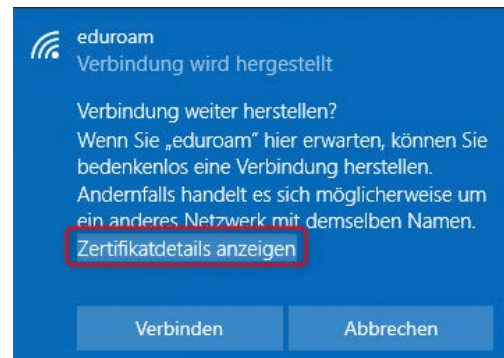 eduroam
Verbindung wird hergestellt
Verbindung weiter herstellen?
Wenn Sie „eduroam“ hier erwarten, können Sie
bedenkenlos eine Verbindung herstellen.
Andernfalls handelt es sich möglicherweise um
ein anderes Netzwerk mit demselben Namen.
Zertifikatdetails anzeigen
Verbinden Abbrechen